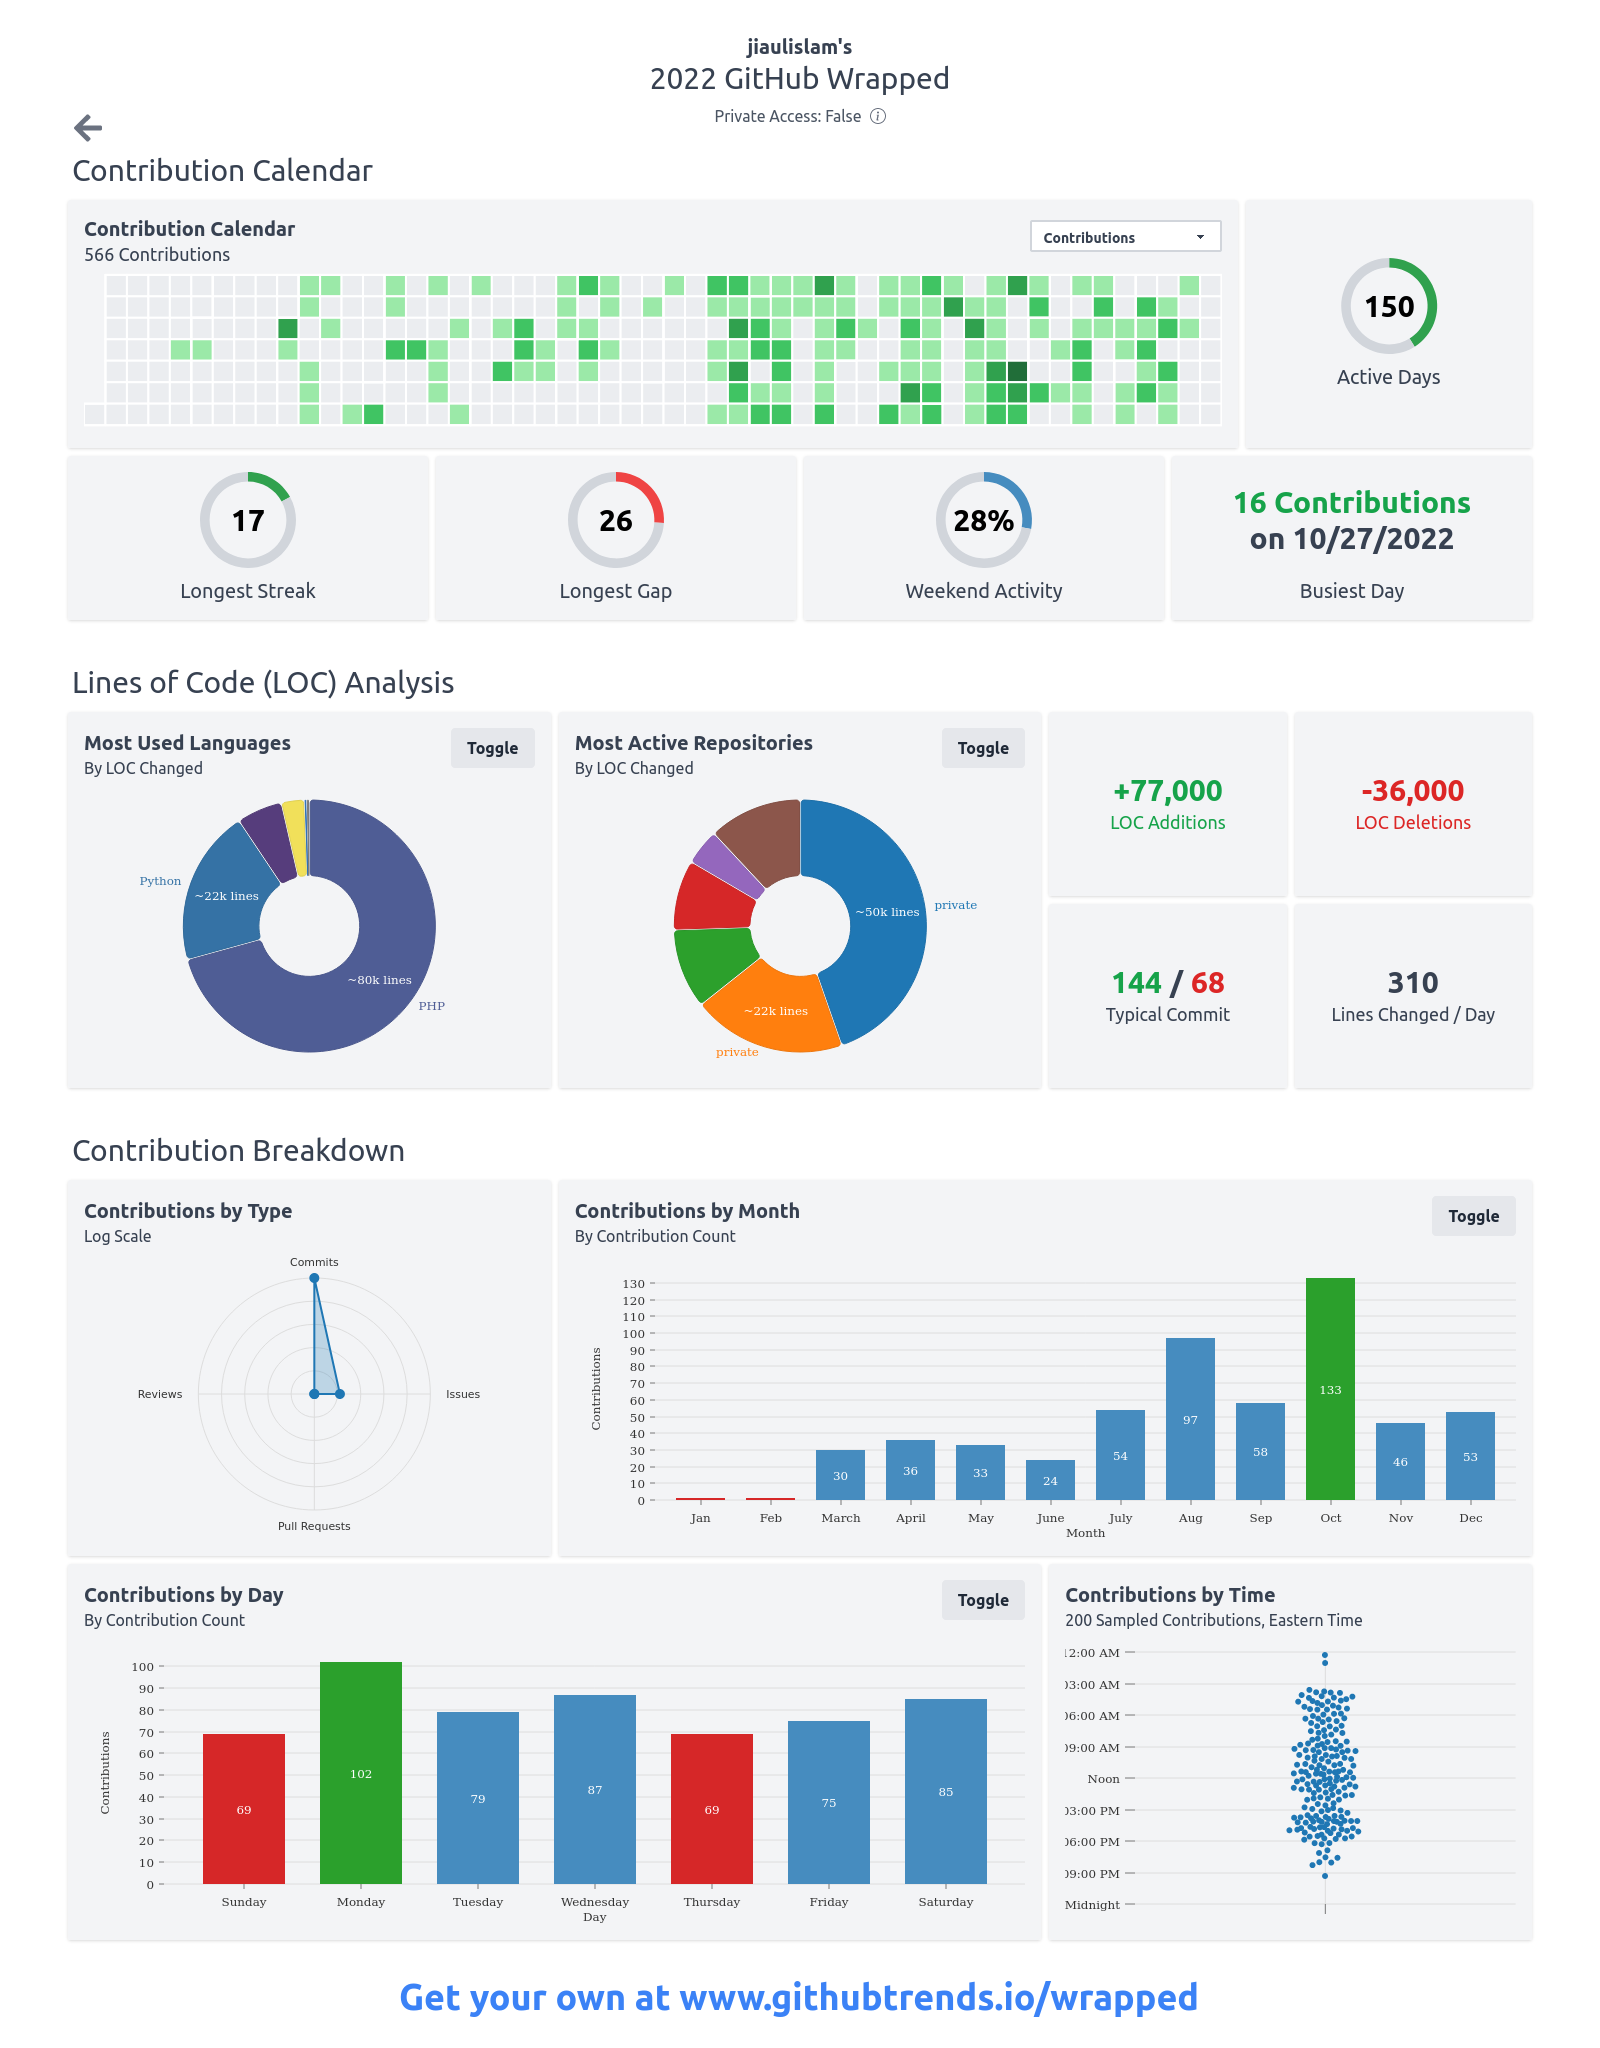 jiaulislam's
2022 GitHub Wrapped
Private Access: False
Contribution Calendar
Contribution Calendar
566 Contributions
Contributions
150
Active Days
17
Longest Streak
26
Longest Gap
28%
Weekend Activity
16 Contributions
on 10/27/2022
Busiest Day
Lines of Code (LOC) Analysis
Most Used Languages
By LOC Changed
Toggle
Python
~22k lines
~80k lines
PHP
Most Active Repositories
By LOC Changed
Toggle
~50k lines
private
~22k lines
private
+77,000
LOC Additions
-36,000
LOC Deletions
144 / 68
Typical Commit
310
Lines Changed / Day
Contribution Breakdown
Contributions by Type
Log Scale
Commits
Reviews
Issues
Pull Requests
Contributions by Month
By Contribution Count
Toggle
130
120
110
100
90
80
70
60
50
40
30
20
10
0
Contributions
30
36
33
24
54
97
58
133
46
53
Jan Feb March April May June July Aug Sep Oct Nov Dec
Month
Contributions by Day
By Contribution Count
Toggle
100
90
80
70
60
50
40
30
20
10
0
Contributions
69
102
79
87
69
75
85
Sunday Monday Tuesday Wednesday Thursday Friday Saturday
Day
Contributions by Time
200 Sampled Contributions, Eastern Time
12:00 AM
03:00 AM
06:00 AM
09:00 AM
Noon
03:00 PM
06:00 PM
09:00 PM
Midnight
Get your own at www.githubtrends.io/wrapped